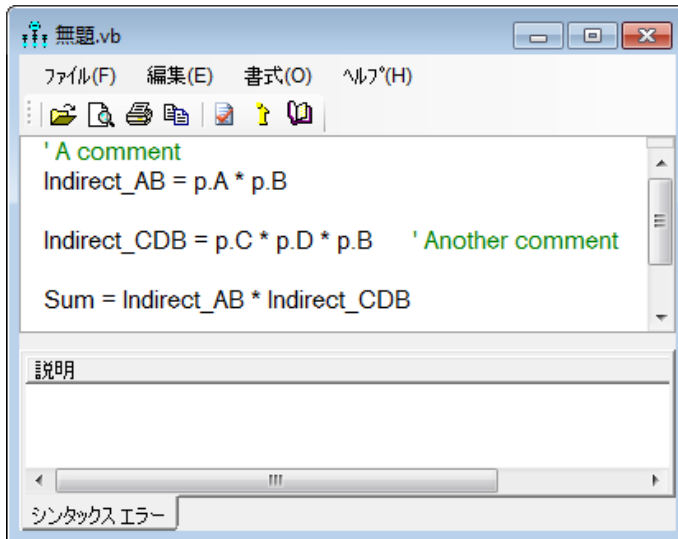 無題.vb
ファイル(F) 編集(E) 書式(O) ヘルプ(H)
' A comment
Indirect_AB = p.A * p.B
Indirect_CDB = p.C * p.D * p.B ' Another comment
Sum = Indirect_AB * Indirect_CDB
説明
シンタックス エラー